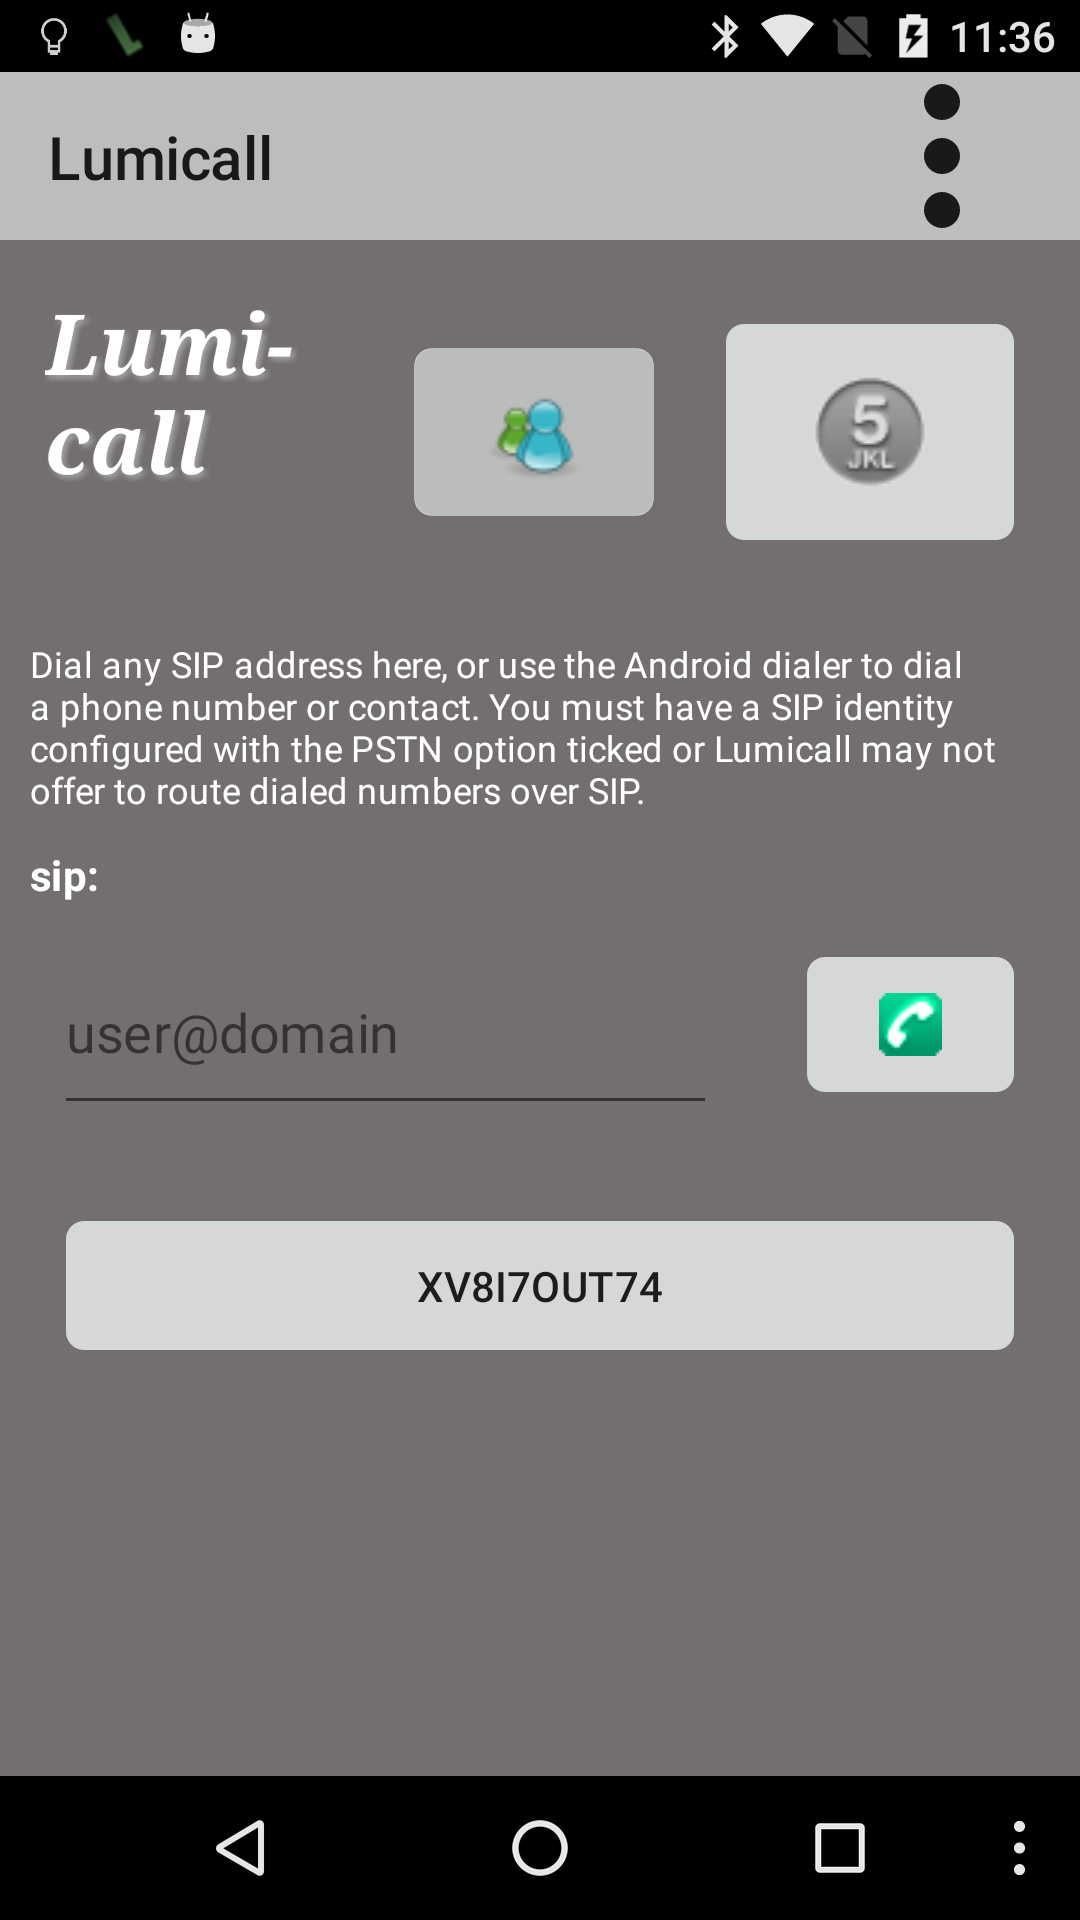 11:36
Lumicall
Lumi-
call
5
JKL
Dial any SIP address here, or use the Android dialer to dial
a phone number or contact. You must have a SIP identity
configured with the PSTN option ticked or Lumicall may not
offer to route dialed numbers over SIP.
sip:
user@domain
XV8I7OUT74